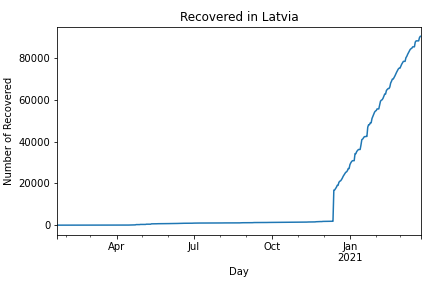 Recovered in Latvia
Number of Recovered
80000
60000
40000
20000
0
Apr
Jul
Oct
Jan
2021
Day